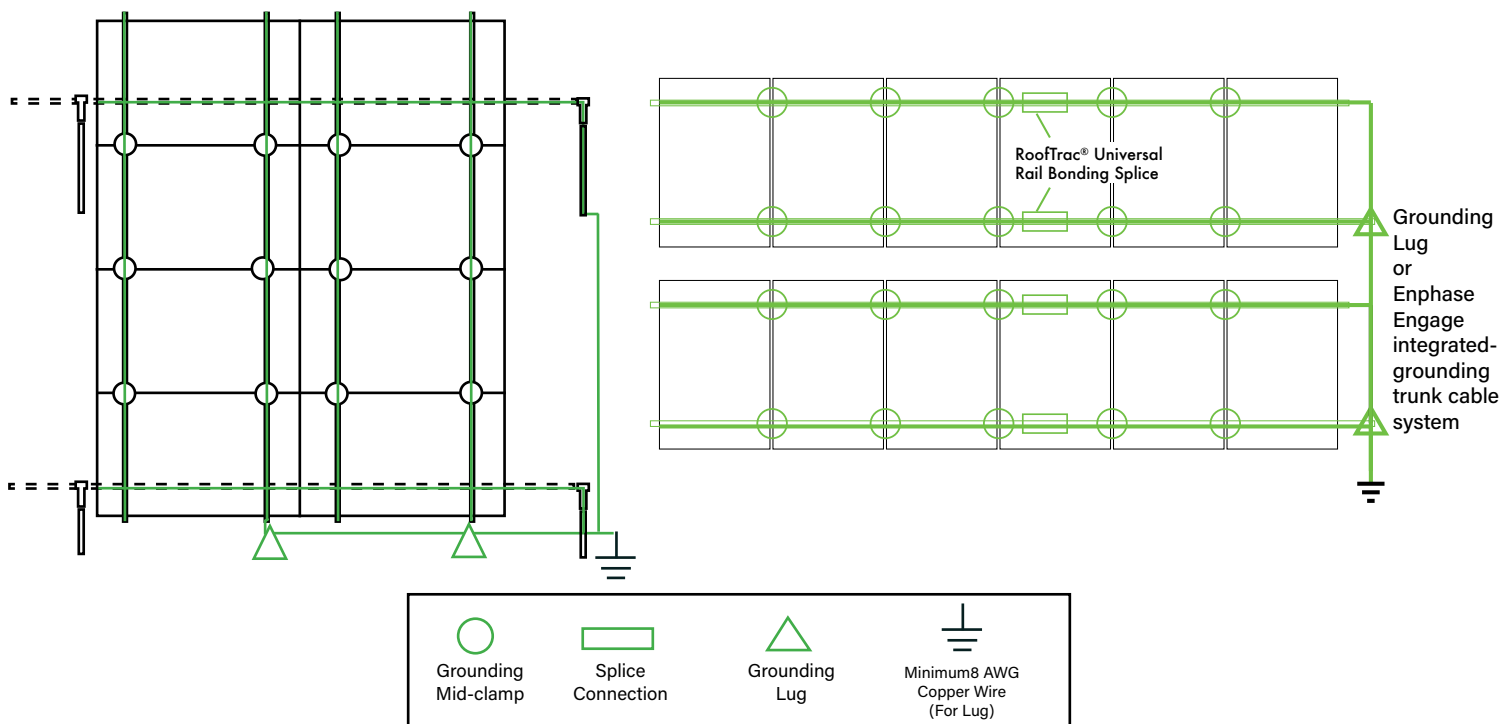 RoofTrac® Universal
Rail Bonding Splice
Grounding
Lug
or
Enphase
Engage
integrated-
grounding
trunk cable
system
Grounding
Mid-clamp
Splice
Connection
Grounding
Lug
Minimum8 AWG
Copper Wire
(For Lug)